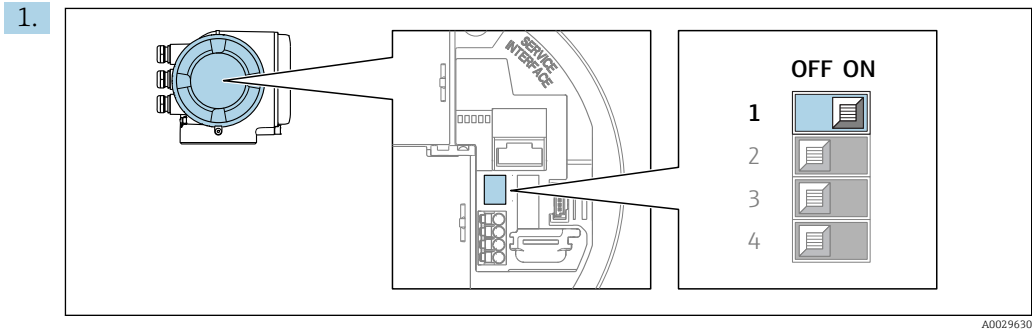 1.
SERVICE
INTERFACE
OFF ON
1
2
3
4
A0029630